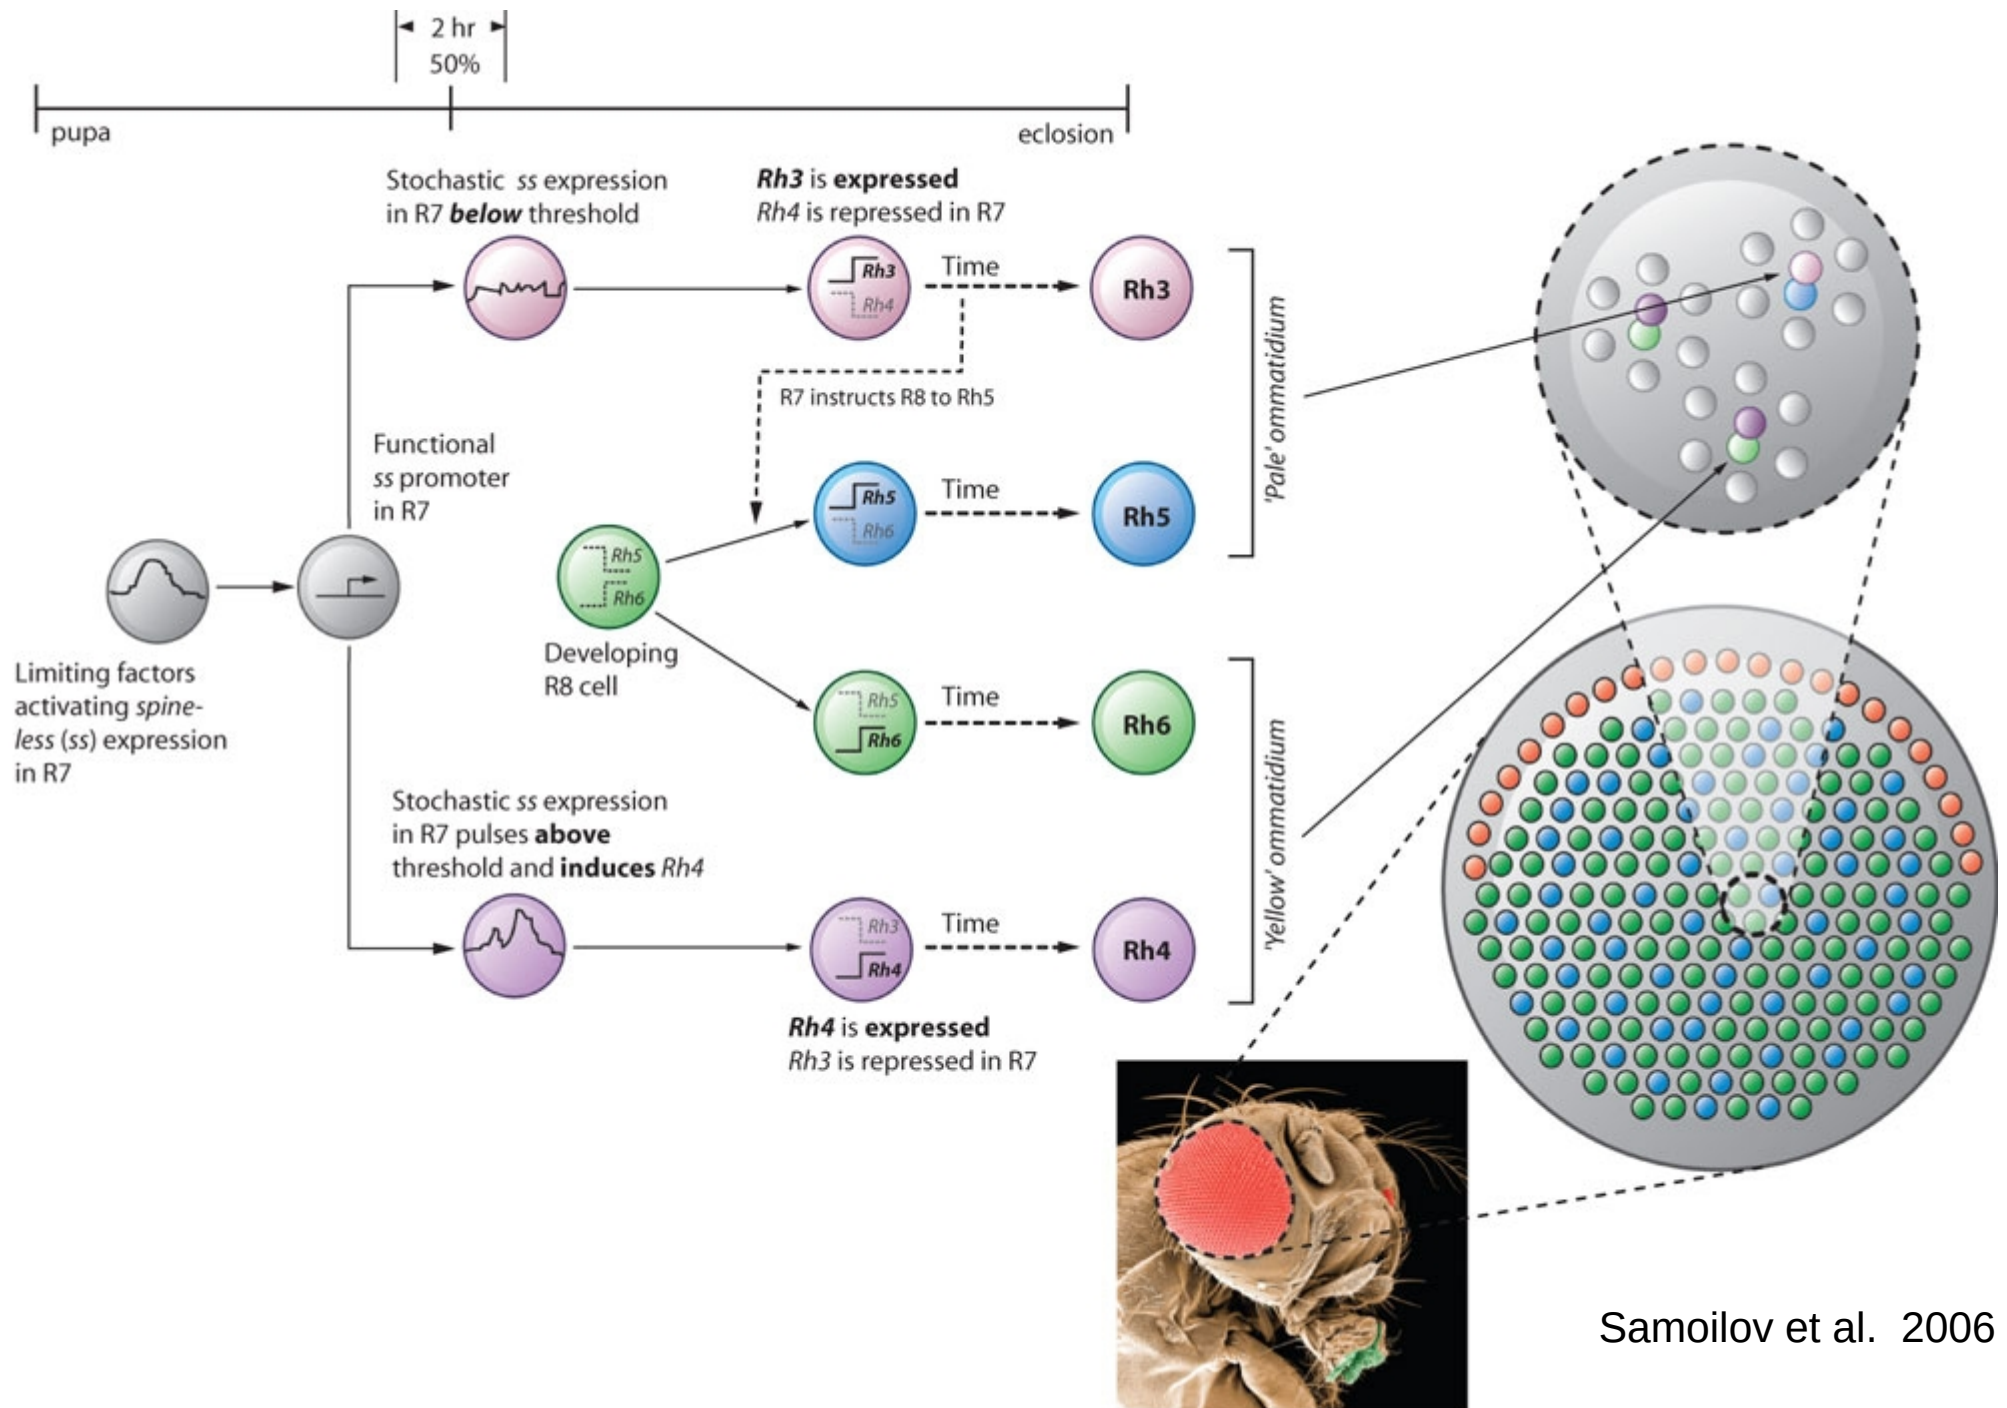 2 hr
50%
pupa
eclosion
Stochastic ss expression
in R7 below threshold
Rh3 is expressed
Rh4 is repressed in R7
Rh3
Rh4
Time
Rh3
R7 instructs R8 to Rh5
'Pale' ommatidium
Functional
ss promoter
in R7
Rh5
Rh6
Time
Rh5
Rh5
Rh6
Developing
R8 cell
Limiting factors
activating spine-
less (ss) expression
in R7
Rh5
Rh6
Time
Rh6
'Yellow' ommatidium
Stochastic ss expression
in R7 pulses above
threshold and induces Rh4
Rh3
Rh4
Time
Rh4
Rh4 is expressed
Rh3 is repressed in R7
Samoilov et al. 2006